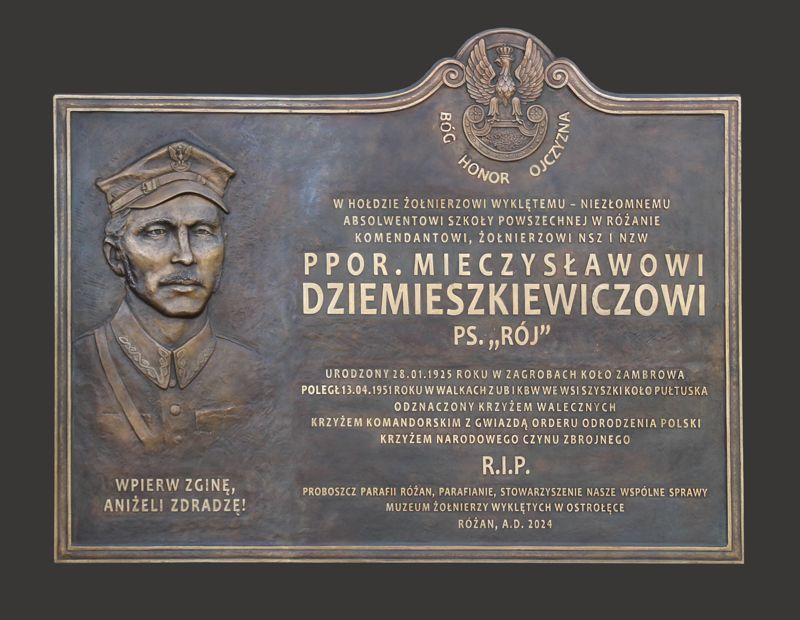 BÓG HONOR OJCZYZNA
W HOŁDZIE ŻOŁNIERZOWI WYKLĘTEMU – NIEZŁOMNEMU
ABSOLWENTOWI SZKOŁY POWSZECHNEJ W RÓŻANIE
KOMENDANTOWI, ŻOŁNIERZOWI NSZ I NZW
PPOR. MIECZYSŁAWOWI
DZIEMIESZKIEWICZOWI
PS. „RÓJ”
URODZONY 28.01.1925 ROKU W ZAGROBACH KOŁO ZAMBROWA
POLEGŁ 13.04.1951 ROKU W WALKACH Z UB I KBW WE WSI SZYSZKI KOŁO PUŁTUSKA
ODZNACZONY KRZYŻEM WALECZNYCH
KRZYŻEM KOMANDORSKIM Z GWIAZDĄ ORDERU ODRODZENIA POLSKI
KRZYŻEM NARODOWEGO CZYNU ZBROJNEGO
R.I.P.
PROBOSZCZ PARAFII RÓŻAN, PARAFIANIE, STOWARZYSZENIE NASZE WSPÓLNE SPRAWY
MUZEUM ŻOŁNIERZY WYKLĘTYCH W OSTROŁĘCE
RÓŻAN, A.D. 2024
WPIERW ZGINĘ,
ANIŻELI ZDRADZĘ!